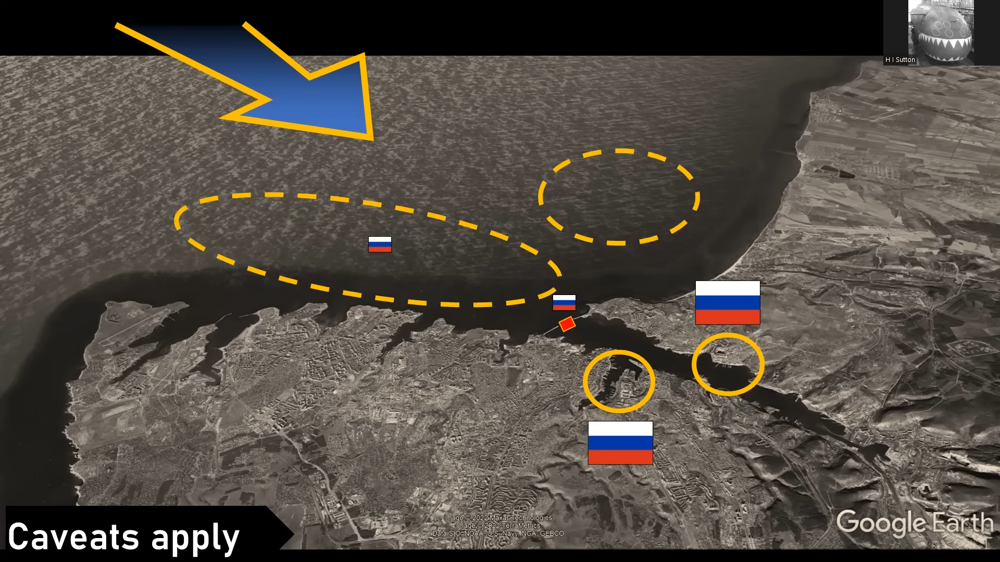 H I Sutton
Image © 2022 Maxar Technologies
Image © 2022 TerraMetrics
Data SIO, NOAA, U.S. Navy, NGA, GEBCO
Google Earth
Caveats apply